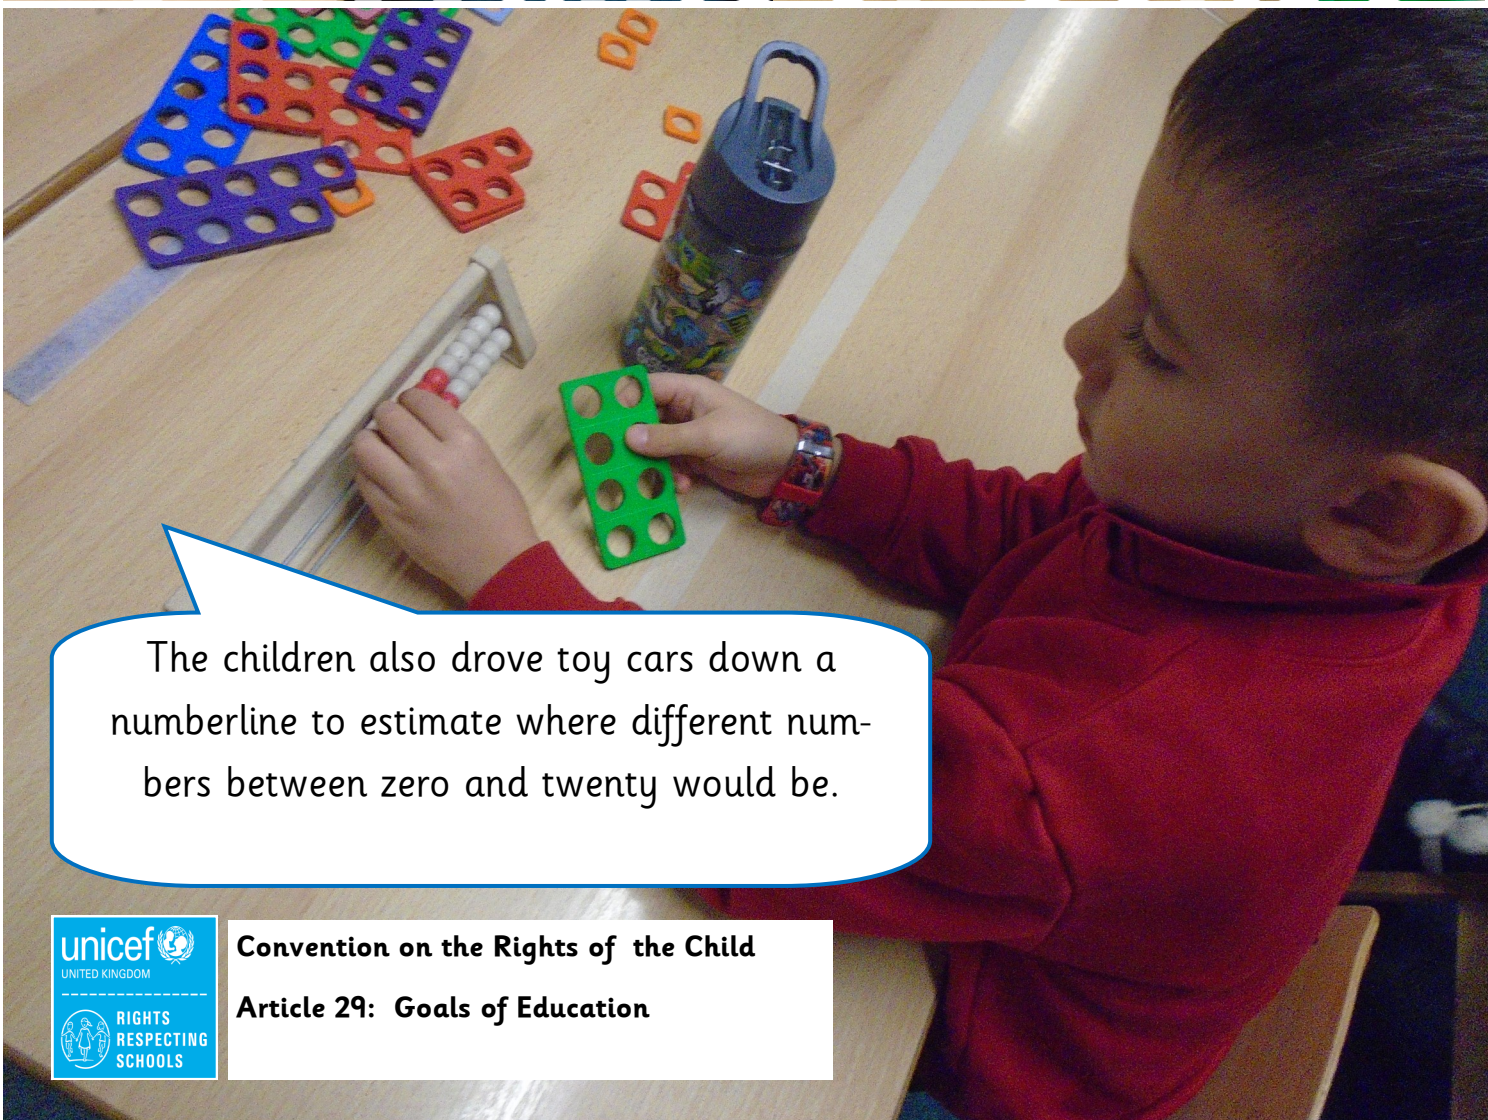 The children also drove toy cars down a
numberline to estimate where different num-
bers between zero and twenty would be.
unicef
UNITED KINGDOM
RIGHTS
RESPECTING
SCHOOLS
Convention on the Rights of the Child
Article 29: Goals of Education